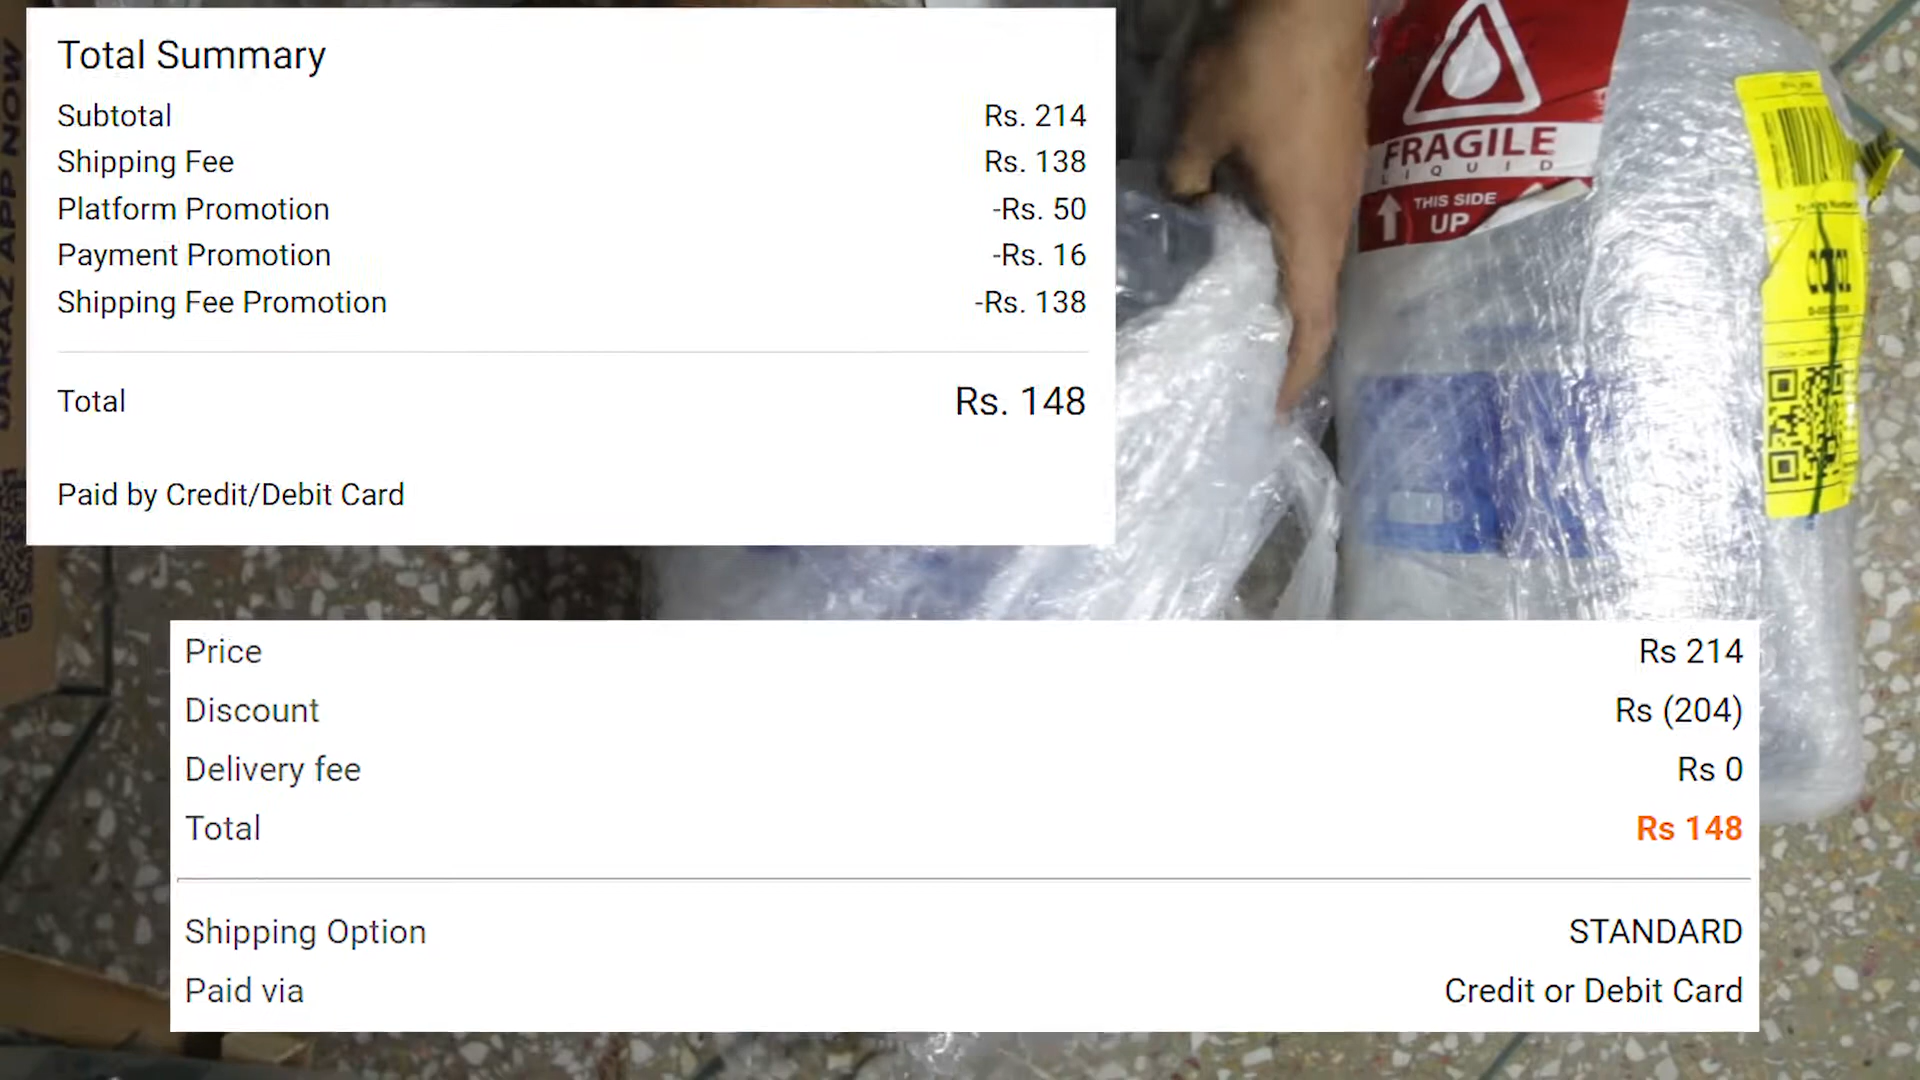 Total Summary
Subtotal Rs. 214
Shipping Fee Rs. 138
Platform Promotion -Rs. 50
Payment Promotion -Rs. 16
Shipping Fee Promotion -Rs. 138
Total Rs. 148
Paid by Credit/Debit Card
DARAZ APP NOW
FRAGILE
LIQUID
THIS SIDE
UP
Price Rs 214
Discount Rs (204)
Delivery fee Rs 0
Total Rs 148
Shipping Option STANDARD
Paid via Credit or Debit Card